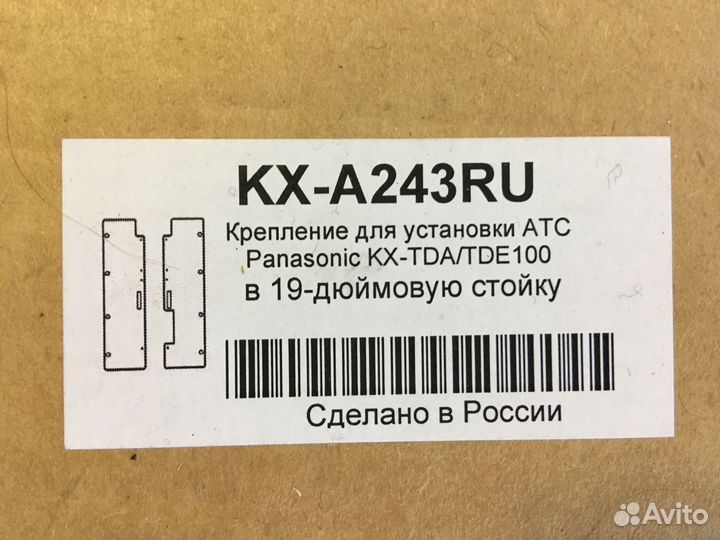 KX-A243RU
Крепление для установки АТС
Panasonic KX-TDA/TDE100
в 19-дюймовую стойку
Сделано в России
Avito